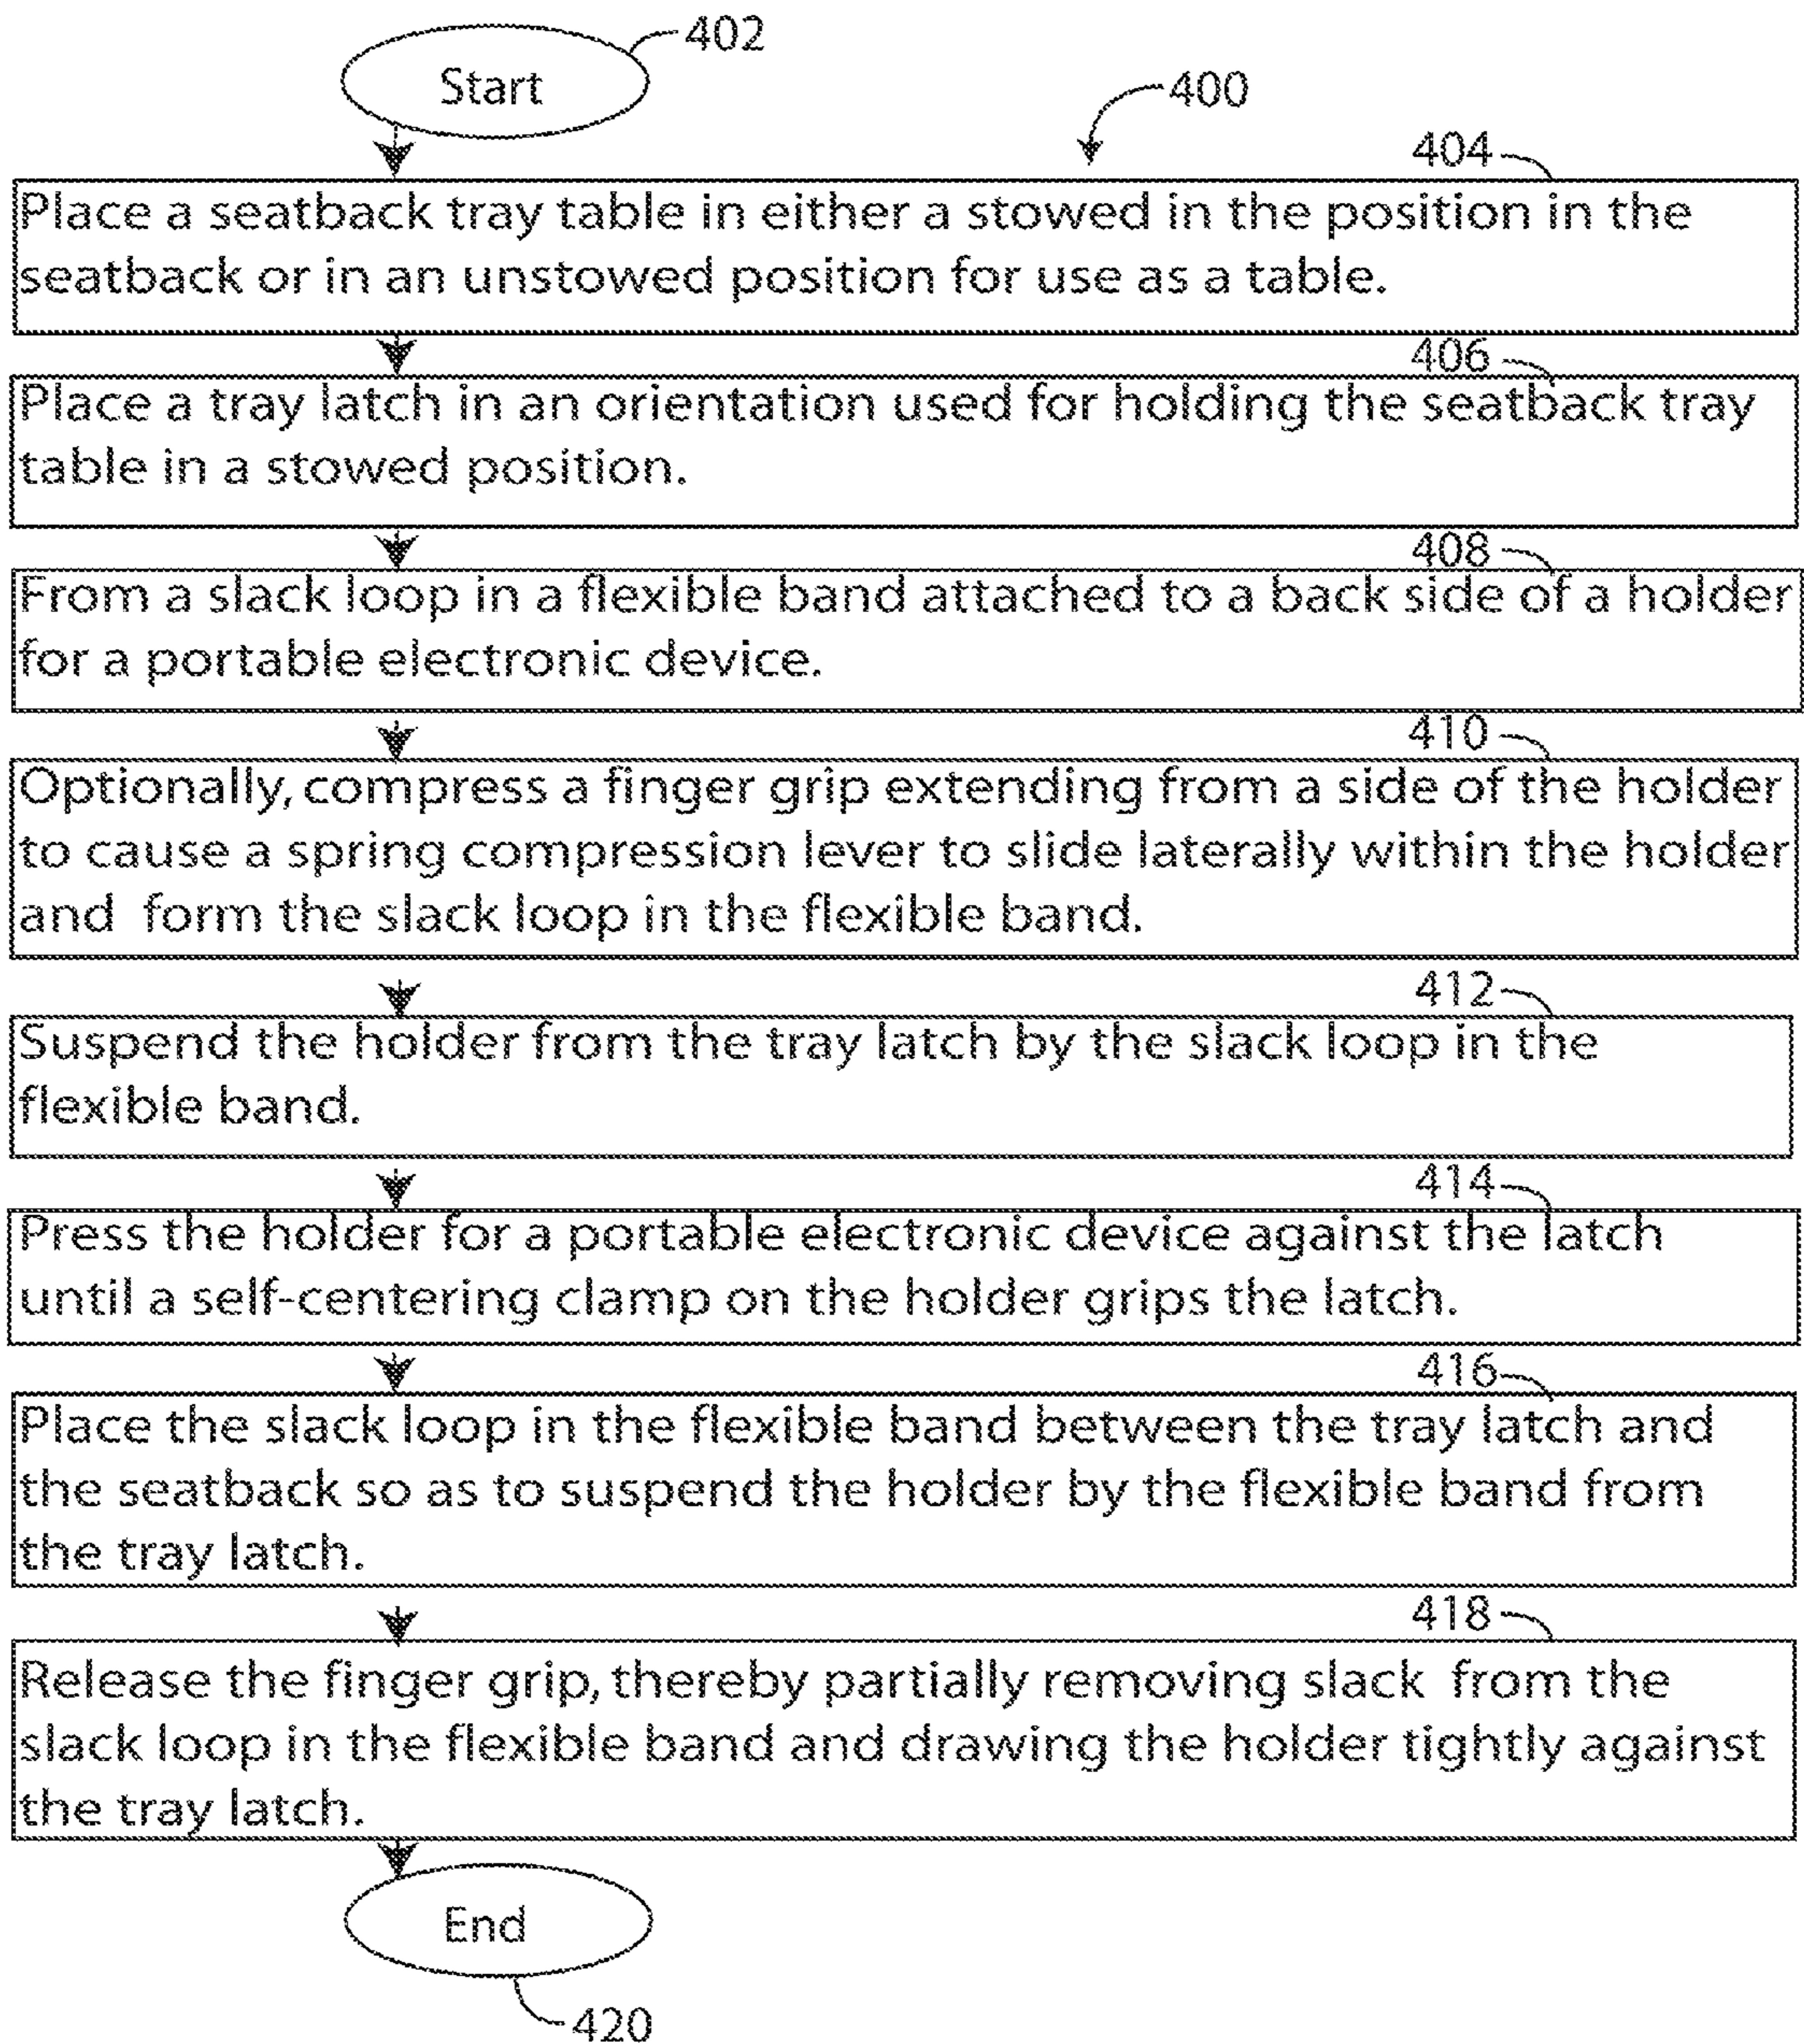 402
Start
400
404
Place a seatback tray table in either a stowed in the position in the
seatback or in an unstowed position for use as a table.
406
Place a tray latch in an orientation used for holding the seatback tray
table in a stowed position.
408
From a slack loop in a flexible band attached to a back side of a holder
for a portable electronic device.
410
Optionally, compress a finger grip extending from a side of the holder
to cause a spring compression lever to slide laterally within the holder
and form the slack loop in the flexible band.
412
Suspend the holder from the tray latch by the slack loop in the
flexible band.
414
Press the holder for a portable electronic device against the latch
until a self-centering clamp on the holder grips the latch.
416
Place the slack loop in the flexible band between the tray latch and
the seatback so as to suspend the holder by the flexible band from
the tray latch.
418
Release the finger grip, thereby partially removing slack from the
slack loop in the flexible band and drawing the holder tightly against
the tray latch.
End
420